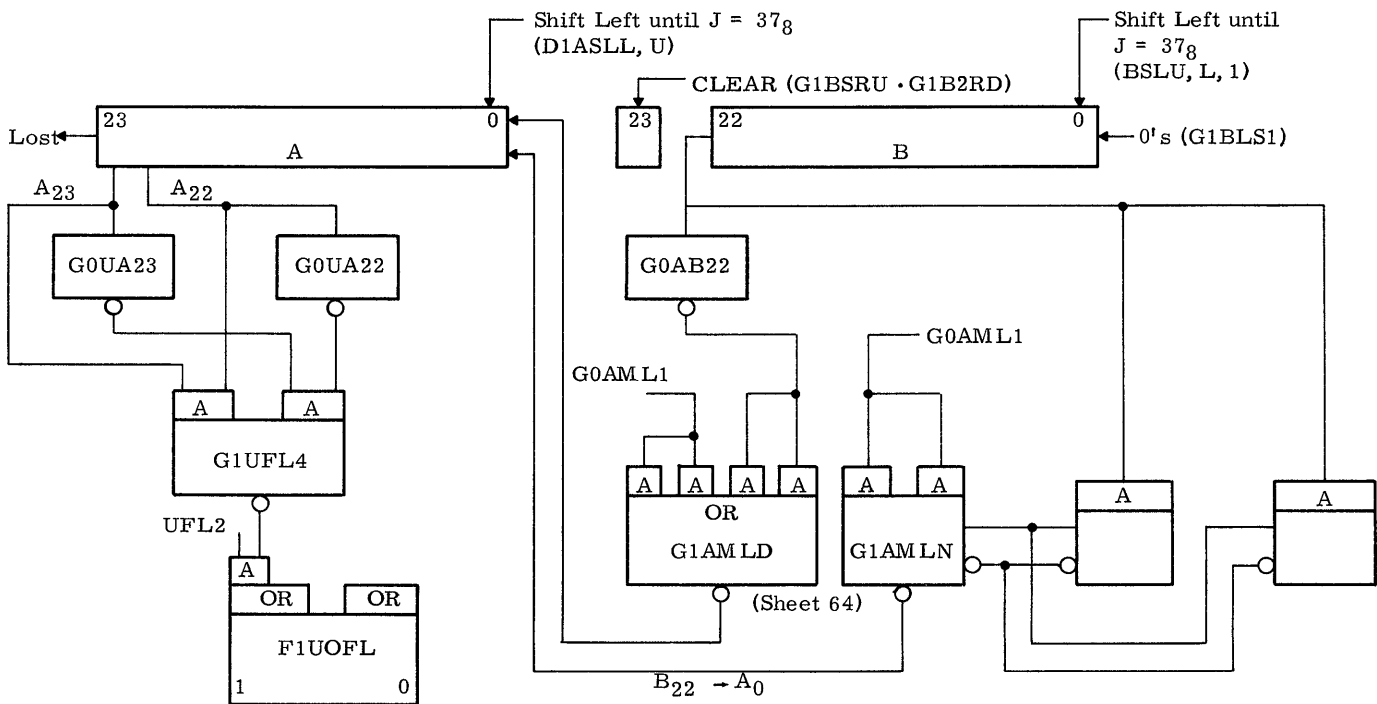 Shift Left until J = 37₈
(D1ASLL, U)
Shift Left until
J = 37₈
(BSLU, L, 1)
CLEAR (G1BSRU · G1B2RD)
Lost
23
0
A
23
22
0
B
0's (G1BLS1)
A₂₃
A₂₂
G0UA23
G0UA22
G0AB22
G0AML1
G0AML1
A
A
G1UFL4
A
A
A
A
OR
G1AMLD
A
A
G1AMLN
A
A
UFL2
A
OR
OR
F1UOFL
1
0
(Sheet 64)
B₂₂ → A₀